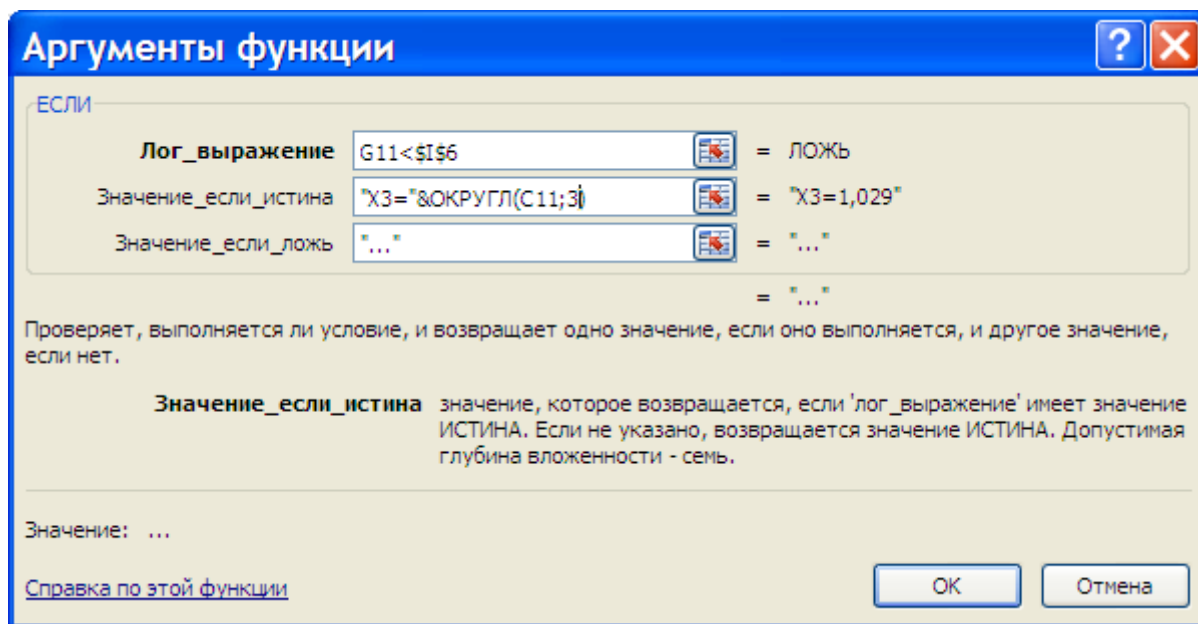 Аргументы функции
ЕСЛИ
Лог_выражение G11<$I$6 = ЛОЖЬ
Значение_если_истина "X3="&ОКРУГЛ(C11;3) = "X3=1,029"
Значение_если_ложь "..." = "..."
= "..."
Проверяет, выполняется ли условие, и возвращает одно значение, если оно выполняется, и другое значение,
если нет.
Значение_если_истина значение, которое возвращается, если 'лог_выражение' имеет значение
ИСТИНА. Если не указано, возвращается значение ИСТИНА. Допустимая
глубина вложенности - семь.
Значение: ...
Справка по этой функции
ОК
Отмена